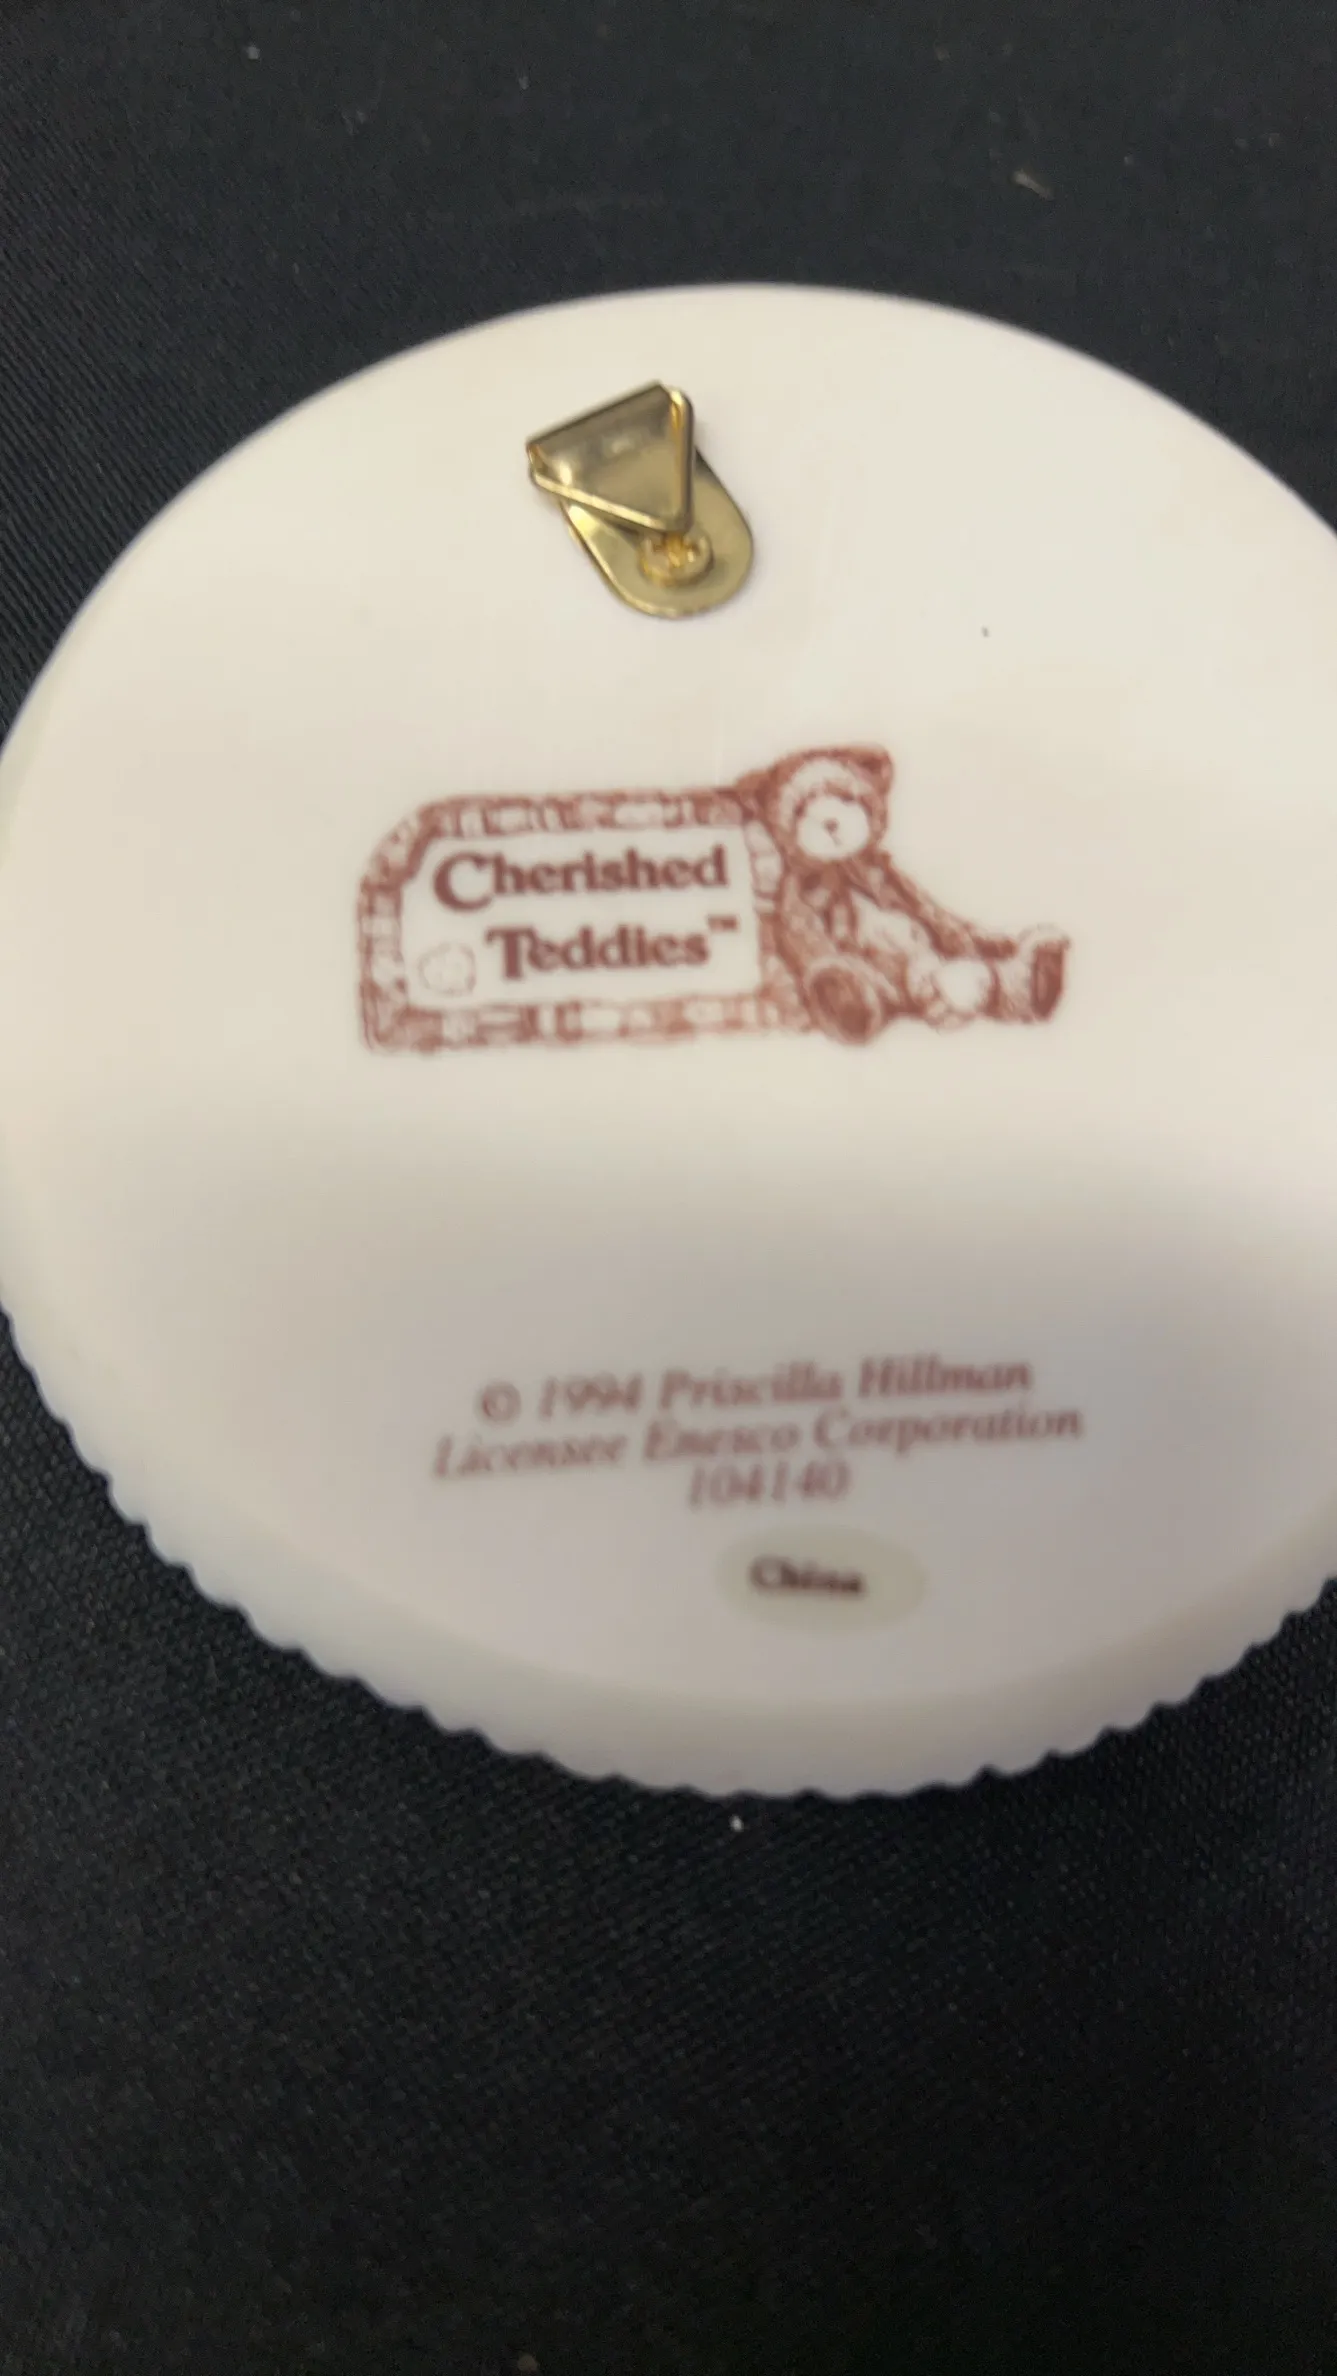 Cherished
Teddies™
© 1994 Priscilla Hillman
Licensee Enesco Corporation
104140
China